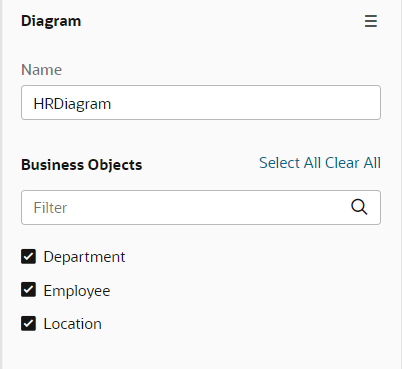 Diagram
Name
HRDiagram
Business Objects Select All Clear All
Filter
Department
Employee
Location